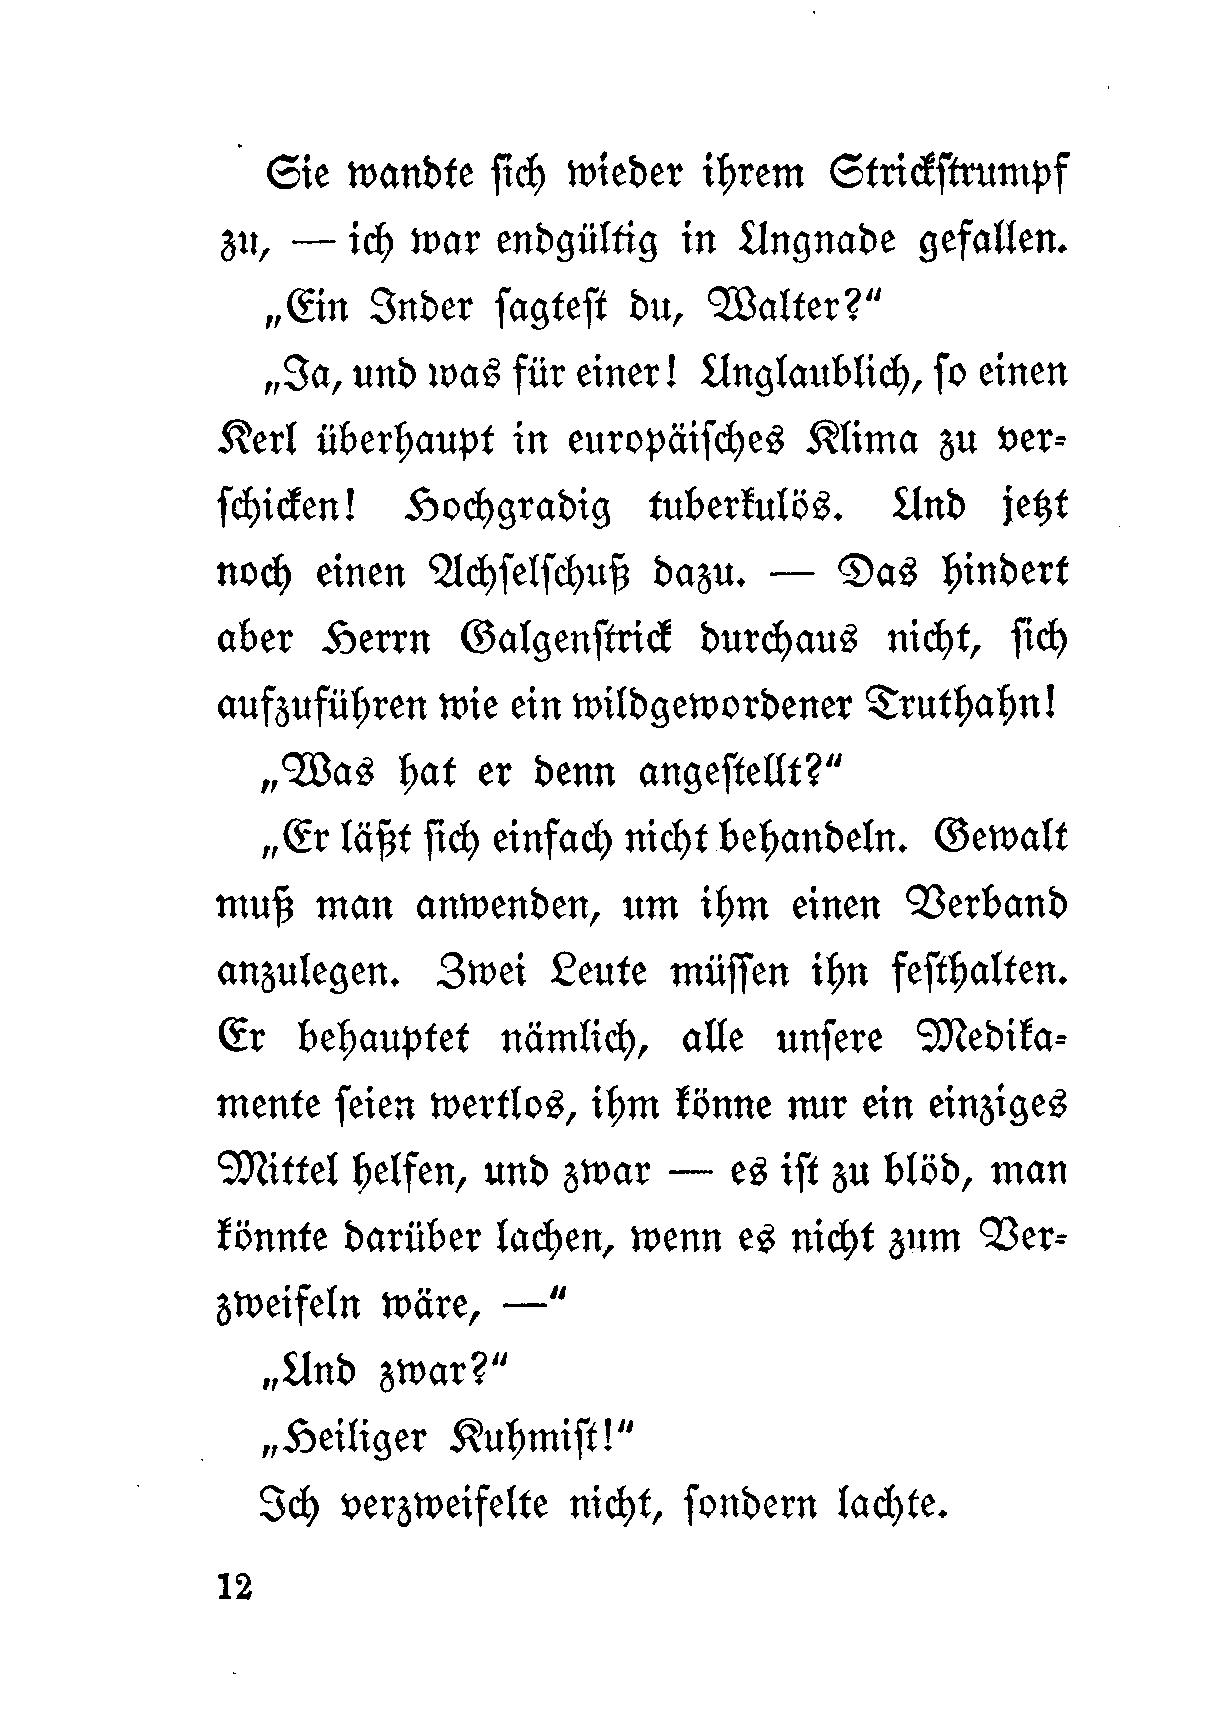 Sie wandte sich wieder ihrem Strickstrumpf
zu, — ich war endgültig in Ungnade gefallen.
„Ein Inder sagtest du, Walter?“
„Ja, und was für einer! Unglaublich, so einen
Kerl überhaupt in europäisches Klima zu ver-
schicken! Hochgradig tuberkulös. Und jetzt
noch einen Achselschuß dazu. — Das hindert
aber Herrn Galgenstrick durchaus nicht, sich
aufzuführen wie ein wildgewordener Truthahn!
„Was hat er denn angestellt?“
„Er läßt sich einfach nicht behandeln. Gewalt
muß man anwenden, um ihm einen Verband
anzulegen. Zwei Leute müssen ihn festhalten.
Er behauptet nämlich, alle unsere Medika-
mente seien wertlos, ihm könne nur ein einziges
Mittel helfen, und zwar — es ist zu blöd, man
könnte darüber lachen, wenn es nicht zum Ver-
zweifeln wäre, —“
„Und zwar?“
„Heiliger Kuhmist!“
Ich verzweifelte nicht, sondern lachte.
12